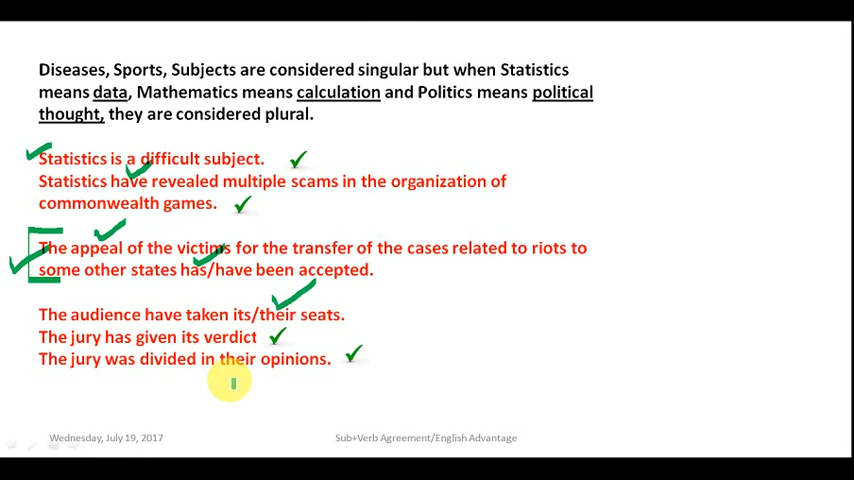 Diseases, Sports, Subjects are considered singular but when Statistics
means data, Mathematics means calculation and Politics means political
thought, they are considered plural.
Statistics is a difficult subject.
Statistics have revealed multiple scams in the organization of
commonwealth games.
The appeal of the victims for the transfer of the cases related to riots to
some other states has/have been accepted.
The audience have taken its/their seats.
The jury has given its verdict
The jury was divided in their opinions.
Wednesday, July 19, 2017
Sub+Verb Agreement/English Advantage